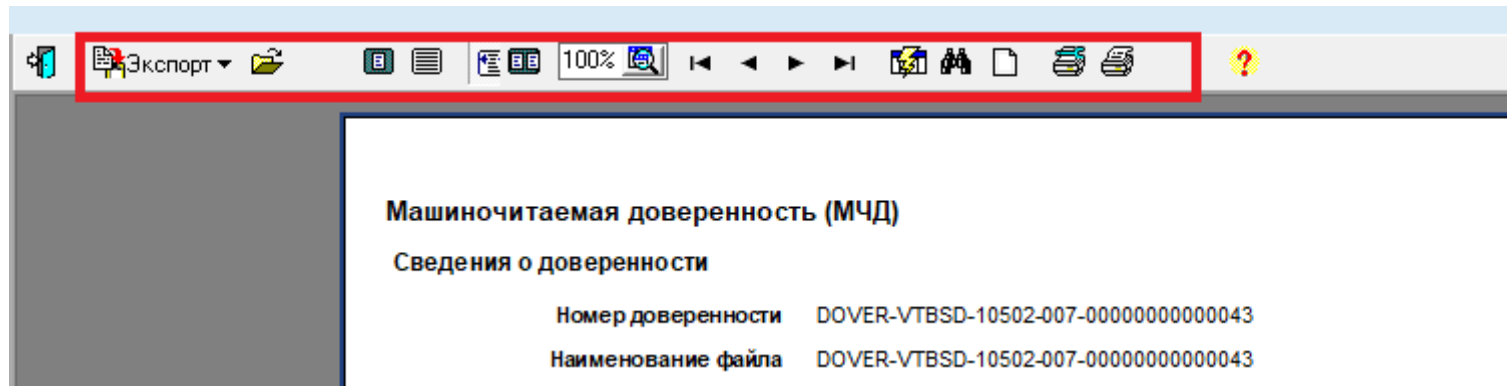 Экспорт 100% ?
Машиночитаемая доверенность (МЧД)
Сведения о доверенности
Номер доверенности DOVER-VTBSD-10502-007-00000000000043
Наименование файла DOVER-VTBSD-10502-007-00000000000043